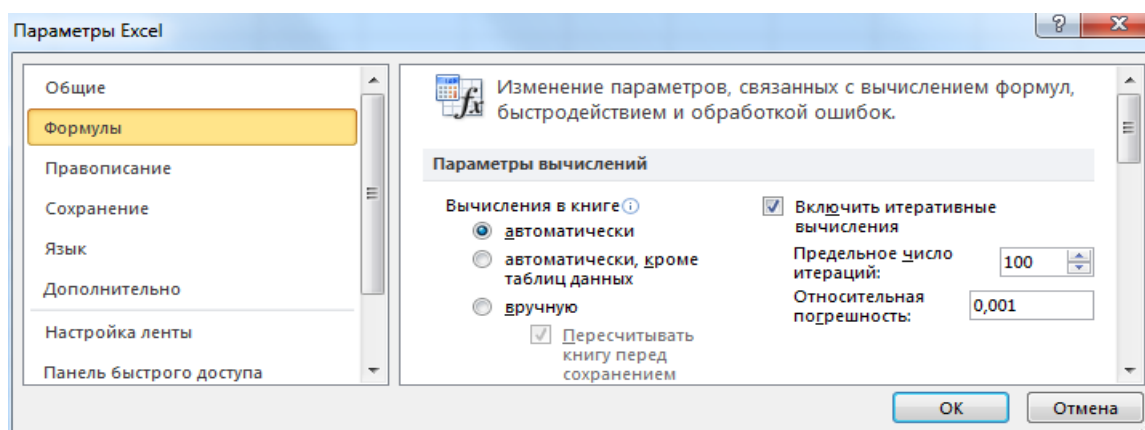 Параметры Excel
Общие
Формулы
Правописание
Сохранение
Язык
Дополнительно
Настройка ленты
Панель быстрого доступа
Изменение параметров, связанных с вычислением формул,
быстродействием и обработкой ошибок.
Параметры вычислений
Вычисления в книге
автоматически
автоматически, кроме
таблиц данных
вручную
Пересчитывать
книгу перед
сохранением
Включить итеративные
вычисления
Предельное число
итераций:
100
Относительная
погрешность:
0,001
ОК
Отмена